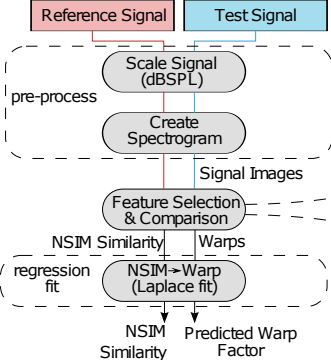 Reference Signal
Test Signal
Scale Signal
(dBSPL)
pre-process
Create
Spectrogram
Signal Images
Feature Selection
& Comparison
NSIM Similarity
Warps
regression
fit
NSIM→Warp
(Laplace fit)
NSIM
Similarity
Predicted Warp
Factor